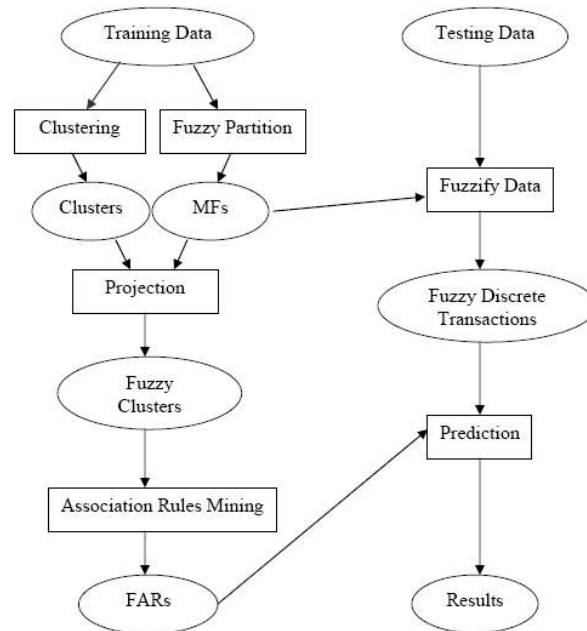 Training Data
Testing Data
Clustering
Fuzzy Partition
Fuzzify Data
Clusters
MFs
Projection
Fuzzy Discrete
Transactions
Fuzzy
Clusters
Prediction
Association Rules Mining
FARs
Results